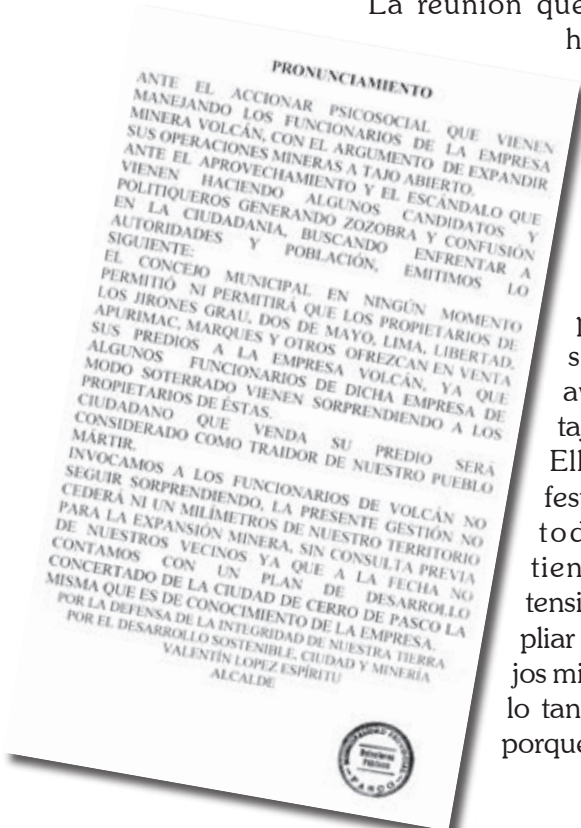 La reunión que
h
PRONUNCIAMIENTO
ANTE EL ACCIONAR PSICOSOCIAL QUE VIENEN
MANEJANDO LOS FUNCIONARIOS DE LA EMPRESA
MINERA VOLCÁN, CON EL ARGUMENTO DE EXPANDIR
SUS OPERACIONES MINERAS A TAJO ABIERTO.
ANTE EL APROVECHAMIENTO Y EL ESCÁNDALO QUE
VIENEN HACIENDO ALGUNOS CANDIDATOS Y
POLITIQUEROS GENERANDO ZOZOBRA Y CONFUSIÓN
EN LA CIUDADANIA, BUSCANDO ENFRENTAR A
AUTORIDADES Y POBLACIÓN, EMITIMOS LO
SIGUIENTE:
EL CONCEJO MUNICIPAL EN NINGÚN MOMENTO
PERMITIÓ NI PERMITIRÁ QUE LOS PROPIETARIOS DE
LOS JIRONES GRAU, DOS DE MAYO, LIMA, LIBERTAD,
APURIMAC, MARQUES Y OTROS OFREZCAN EN VENTA
SUS PREDIOS A LA EMPRESA VOLCÁN, YA QUE
ALGUNOS FUNCIONARIOS DE DICHA EMPRESA DE
MODO SOTERRADO VIENEN SORPRENDIENDO A LOS
PROPIETARIOS DE ÉSTAS.
CIUDADANO QUE VENDA SU PREDIO SERÁ
CONSIDERADO COMO TRAIDOR DE NUESTRO PUEBLO
MÁRTIR.
INVOCAMOS A LOS FUNCIONARIOS DE VOLCÁN NO
SEGUIR SORPRENDIENDO, LA PRESENTE GESTIÓN NO
CEDERÁ NI UN MILÍMETROS DE NUESTRO TERRITORIO
PARA LA EXPANSIÓN MINERA, SIN CONSULTA PREVIA
DE NUESTROS VECINOS YA QUE A LA FECHA NO
CONTAMOS CON UN PLAN DE DESARROLLO
CONCERTADO DE LA CIUDAD DE CERRO DE PASCO LA
MISMA QUE ES DE CONOCIMIENTO DE LA EMPRESA.
POR LA DEFENSA DE LA INTEGRIDAD DE NUESTRA TIERRA
POR EL DESARROLLO SOSTENIBLE, CIUDAD Y MINERÍA
VALENTÍN LOPEZ ESPÍRITU
ALCALDE
PASCO
s
av
taj
Ell
fest
tod
tien
tensi
pliar
jos mi
lo tan
porque